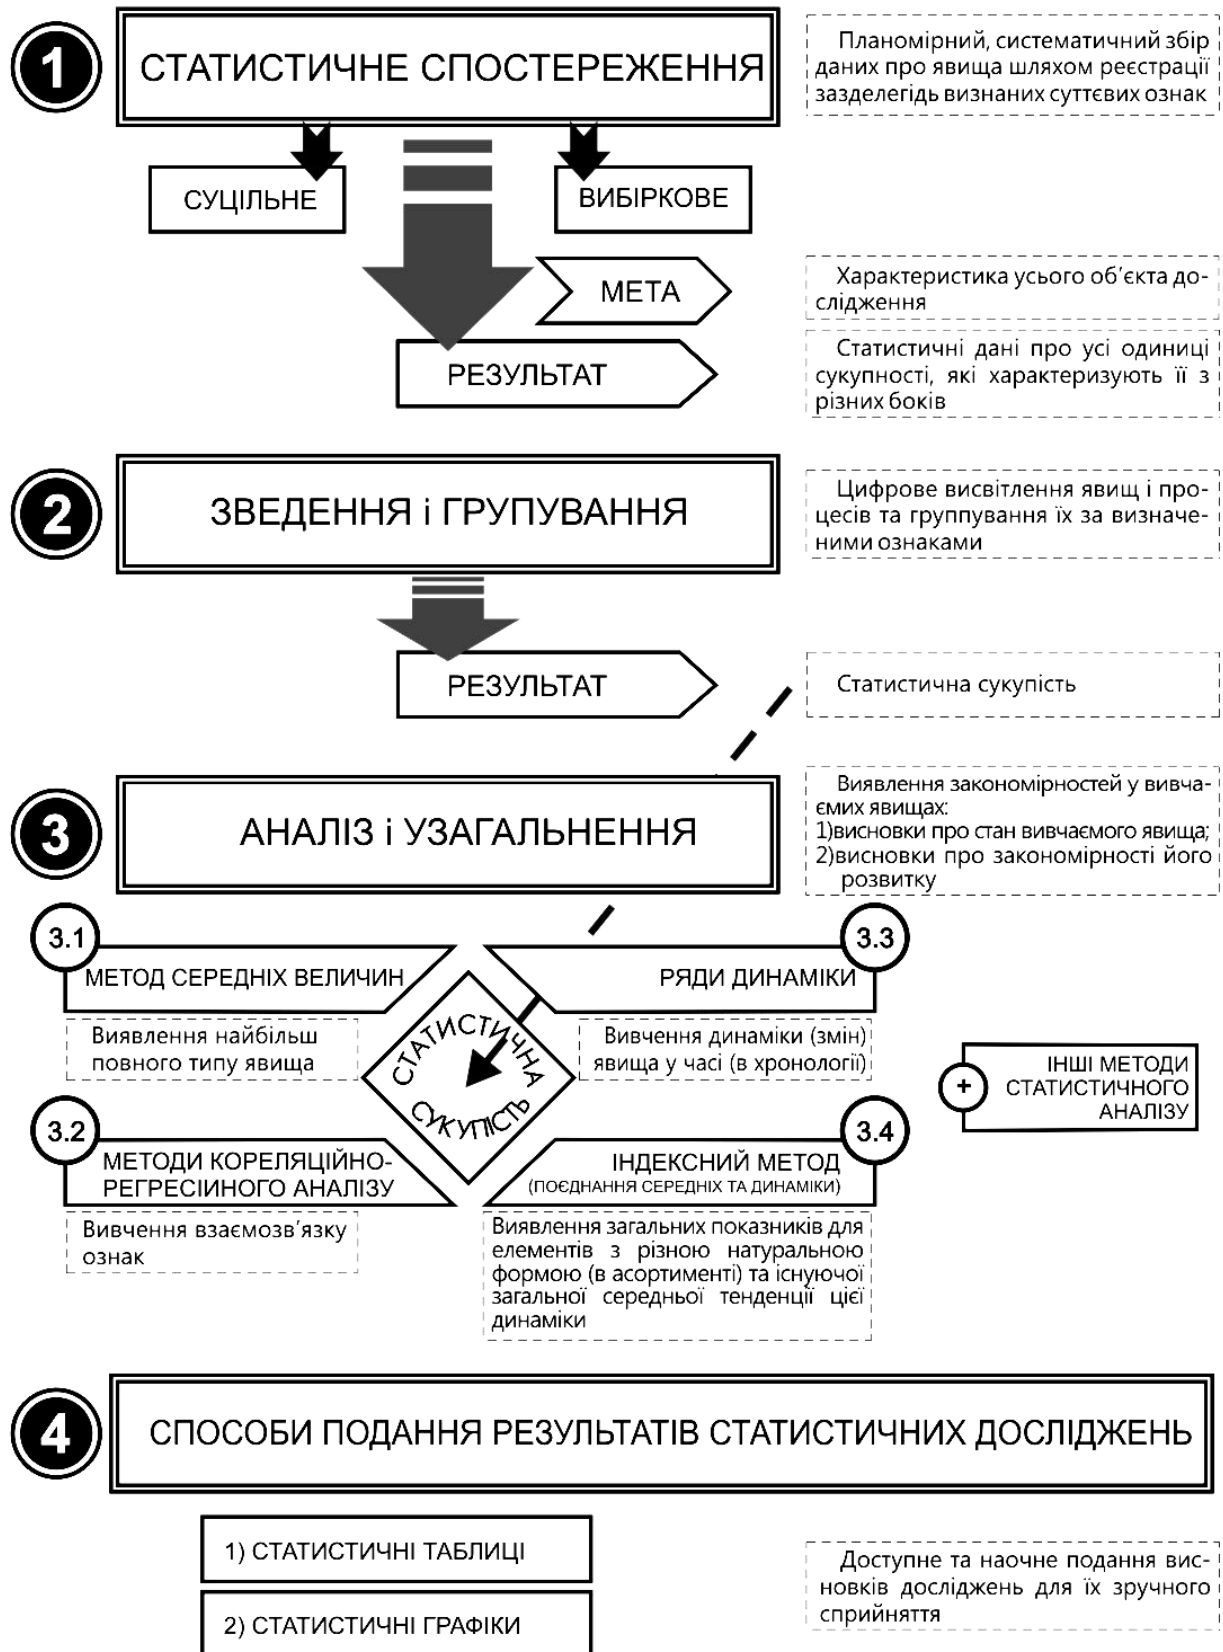 1
СТАТИСТИЧНЕ СПОСТЕРЕЖЕННЯ
Планомірний, систематичний збір
даних про явища шляхом реєстрації
зазделегідь визнаних суттєвих ознак
СУЦІЛЬНЕ
ВИБІРКОВЕ
МЕТА
Характеристика усього об’єкта до-
слідження
РЕЗУЛЬТАТ
Статистичні дані про усі одиниці
сукупності, які характеризують її з
різних боків
2
ЗВЕДЕННЯ і ГРУПУВАННЯ
Цифрове висвітлення явищ і про-
цесів та группування їх за визначе-
ними ознаками
РЕЗУЛЬТАТ
Статистична сукупість
3
АНАЛІЗ і УЗАГАЛЬНЕННЯ
Виявлення закономірностей у вивча-
ємих явищах:
1)висновки про стан вивчаємого явища;
2)висновки про закономірності його
розвитку
3.1
МЕТОД СЕРЕДНІХ ВЕЛИЧИН
Виявлення найбільш
повного типу явища
3.3
РЯДИ ДИНАМІКИ
Вивчення динаміки (змін)
явища у часі (в хронології)
СТАТИСТИЧНА
СУКУПІСТЬ
+
ІНШІ МЕТОДИ
СТАТИСТИЧНОГО
АНАЛІЗУ
3.2
МЕТОДИ КОРЕЛЯЦІЙНО-
РЕГРЕСІИНОГО АНАЛІЗУ
Вивчення взаємозв’язку
ознак
3.4
ІНДЕКСНИЙ МЕТОД
(ПОЄДНАННЯ СЕРЕДНІХ ТА ДИНАМІКИ)
Виявлення загальних показників для
елементів з різною натуральною
формою (в асортименті) та існуючої
загальної середньої тенденції цієї
динаміки
4
СПОСОБИ ПОДАННЯ РЕЗУЛЬТАТІВ СТАТИСТИЧНИХ ДОСЛІДЖЕНЬ
1) СТАТИСТИЧНІ ТАБЛИЦІ
2) СТАТИСТИЧНІ ГРАФІКИ
Доступне та наочне подання вис-
новків досліджень для їх зручного
сприйняття